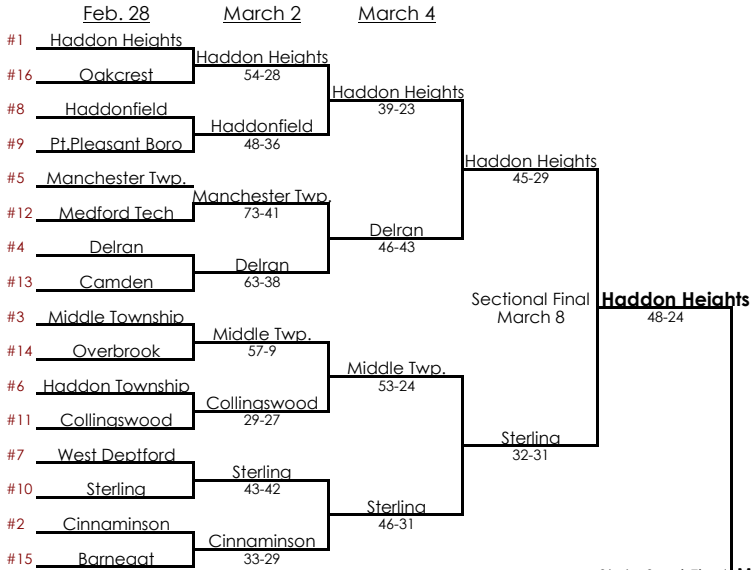 Feb. 28 March 2 March 4
#1 Haddon Heights
Haddon Heights
54-28
#16 Oakcrest
Haddon Heights
39-23
#8 Haddonfield
Haddonfield
48-36
#9 Pt.Pleasant Boro
Haddon Heights
45-29
#5 Manchester Twp.
Manchester Twp.
73-41
#12 Medford Tech
Delran
46-43
#4 Delran
Delran
63-38
#13 Camden
Sectional Final
March 8
Haddon Heights
48-24
#3 Middle Township
Middle Twp.
57-9
#14 Overbrook
Middle Twp.
53-24
#6 Haddon Township
Collingswood
29-27
#11 Collingswood
Sterling
32-31
#7 West Deptford
Sterling
43-42
#10 Sterling
Sterling
46-31
#2 Cinnaminson
Cinnaminson
33-29
#15 Barnegat